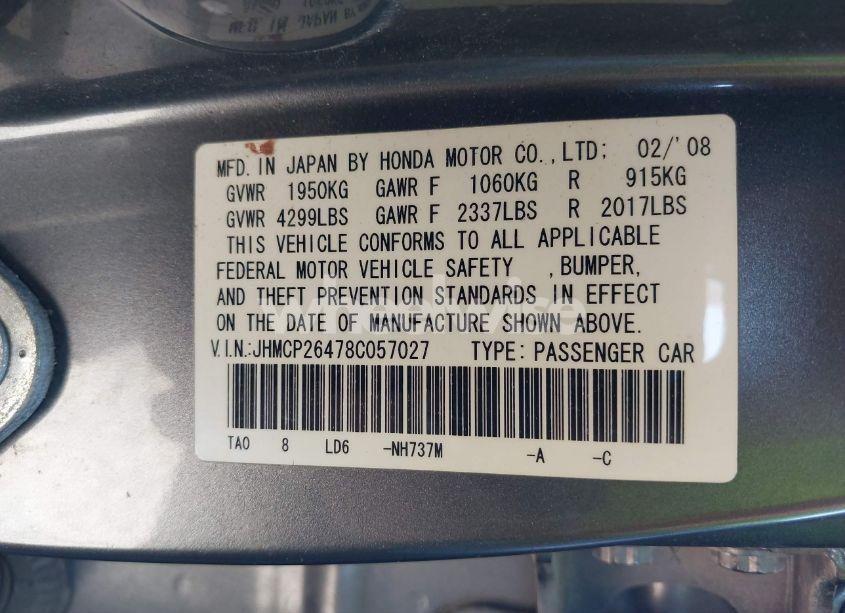 MFD. IN JAPAN BY HONDA MOTOR CO., LTD; 02/'08
GVWR 1950KG GAWR F 1060KG R 915KG
GVWR 4299LBS GAWR F 2337LBS R 2017LBS
THIS VEHICLE CONFORMS TO ALL APPLICABLE
FEDERAL MOTOR VEHICLE SAFETY , BUMPER,
AND THEFT PREVENTION STANDARDS IN EFFECT
ON THE DATE OF MANUFACTURE SHOWN ABOVE.
V.I.N.:JHMCP26478C057027 TYPE: PASSENGER CAR
TA0 8 LD6 -NH737M -A -C